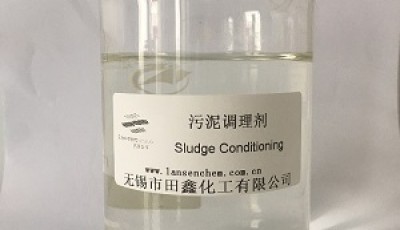 污泥调理剂
Sludge Conditioning
www.lansenchem.com.cn
无锡市田鑫化工有限公司